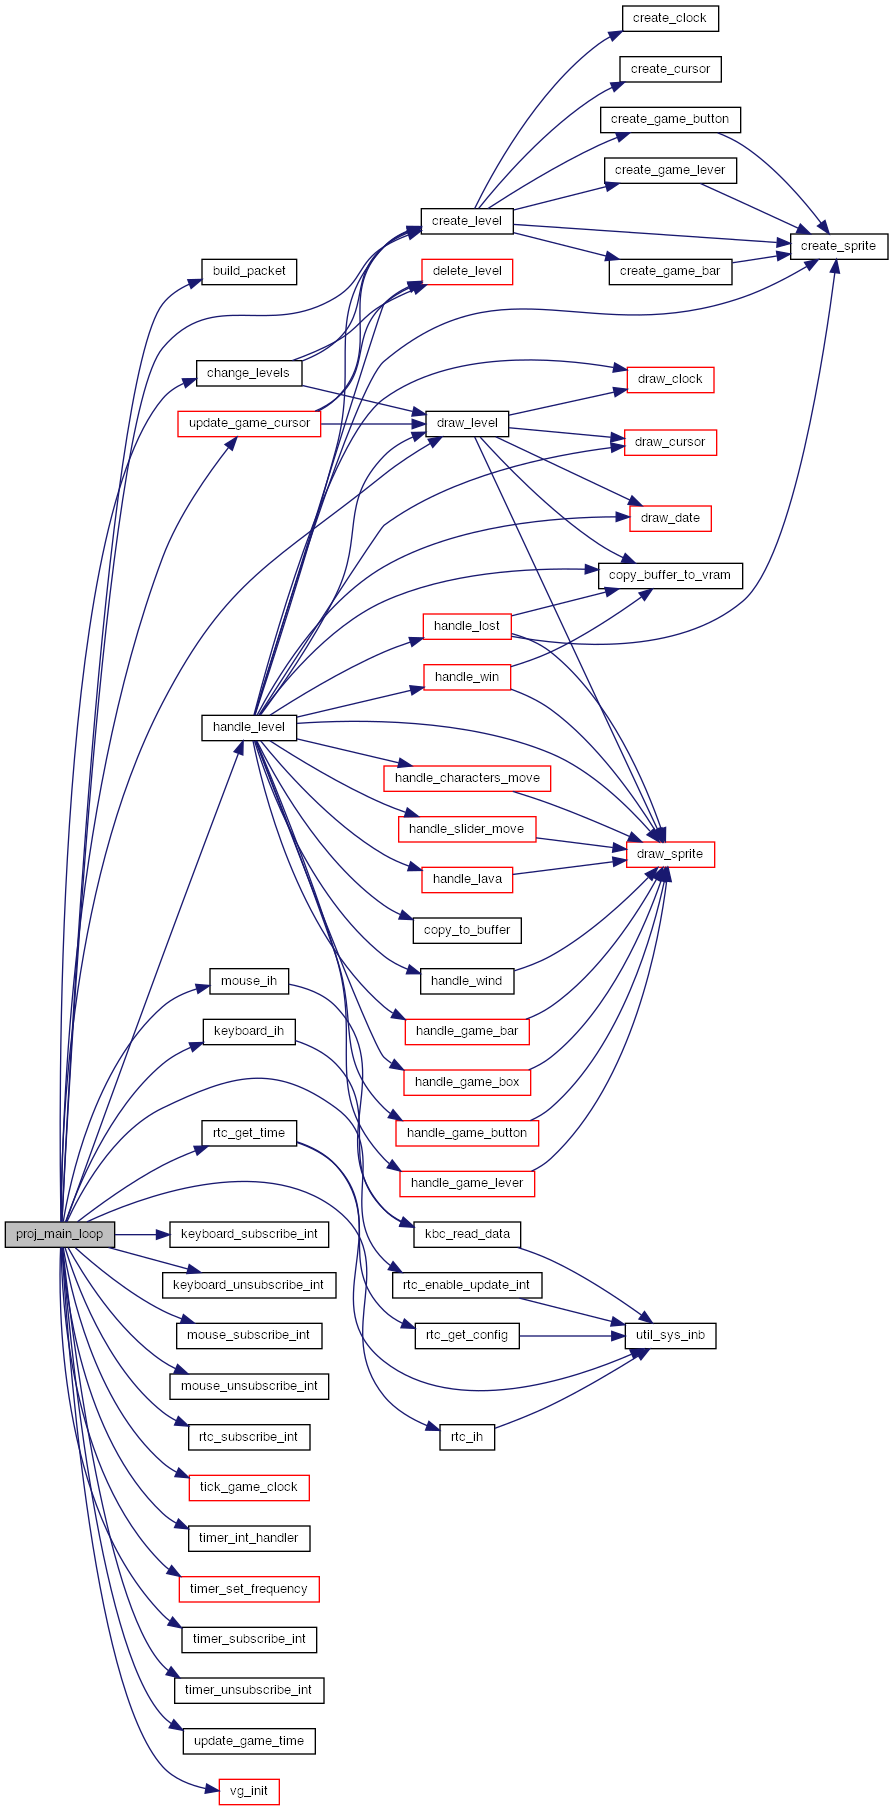 create_clock
create_cursor
create_game_button
create_game_lever
create_level
create_sprite
build_packet
delete_level
create_game_bar
change_levels
draw_clock
update_game_cursor
draw_level
draw_cursor
draw_date
copy_buffer_to_vram
handle_lost
handle_win
handle_level
handle_characters_move
handle_slider_move
draw_sprite
handle_lava
copy_to_buffer
mouse_ih
handle_wind
keyboard_ih
handle_game_bar
handle_game_box
rtc_get_time
handle_game_button
handle_game_lever
proj_main_loop
keyboard_subscribe_int
kbc_read_data
keyboard_unsubscribe_int
rtc_enable_update_int
mouse_subscribe_int
rtc_get_config
util_sys_inb
mouse_unsubscribe_int
rtc_subscribe_int
rtc_ih
tick_game_clock
timer_int_handler
timer_set_frequency
timer_subscribe_int
timer_unsubscribe_int
update_game_time
vg_init